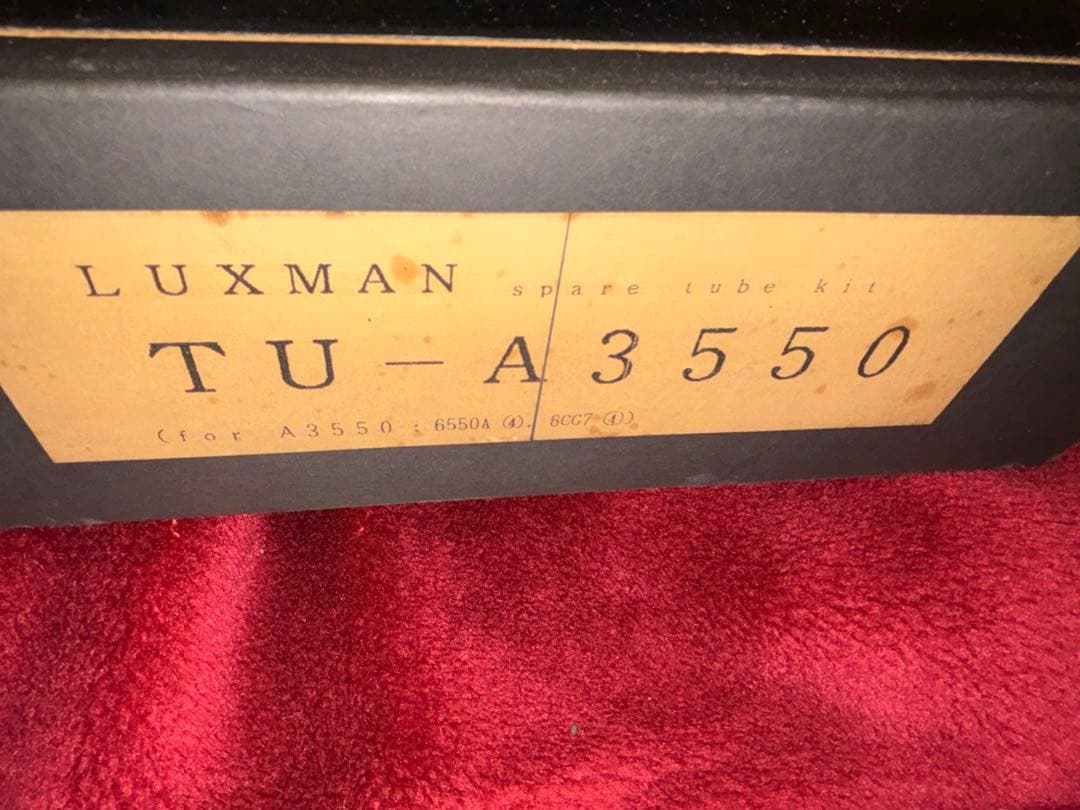 LUXMAN spare tube kit
TU-A3550
(for A3550 : 6550A ④, 6CG7 ④)